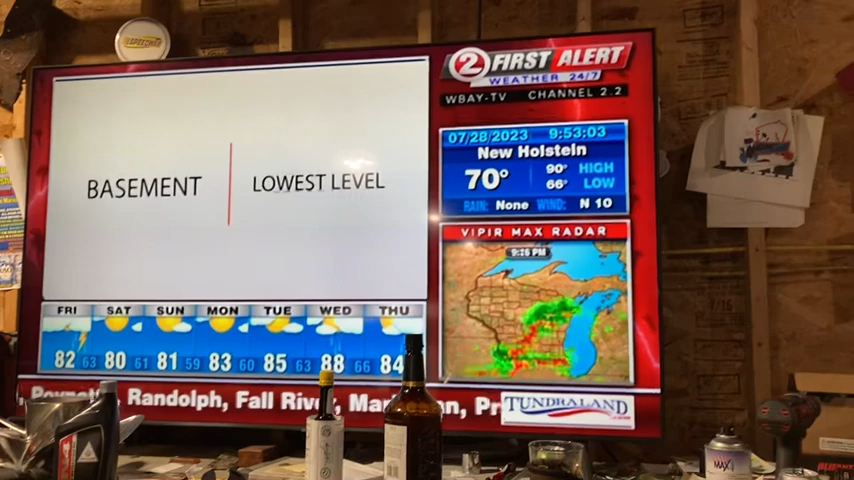 SPEEDWAY
2 FIRST ALERT
WEATHER 24/7
WBAY-TV CHANNEL 2.2
BASEMENT | LOWEST LEVEL
07/28/2023 9:53:03
New Holstein
70° 90° HIGH
66° LOW
RAIN: None WIND: N 10
VIPIR MAX RADAR
9:26 PM
FRI SAT SUN MON TUE WED THU
82 63 80 61 81 59 83 60 85 63 88 66 84
Randolph, Fall River,
TUNDRALAND
MAX